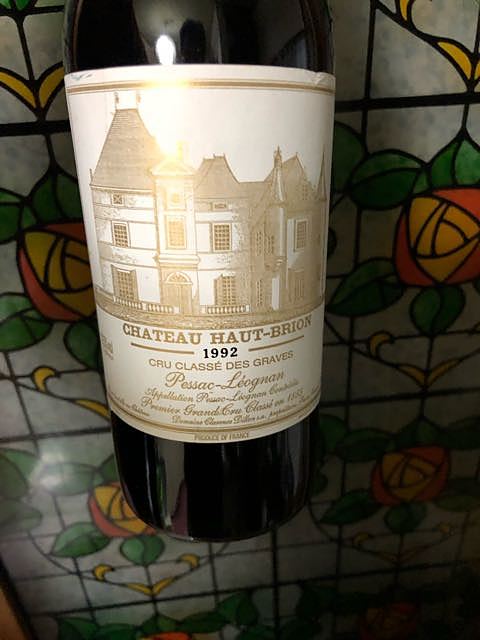 CHATEAU HAUT-BRION
1992
CRU CLASSÉ DES GRAVES
Pessac-Léognan
Appellation Pessac-Léognan Contrôlée
Premier Grand Cru Classé en 1855
Domaine Clarence Dillon s.a.
PRODUCE OF FRANCE